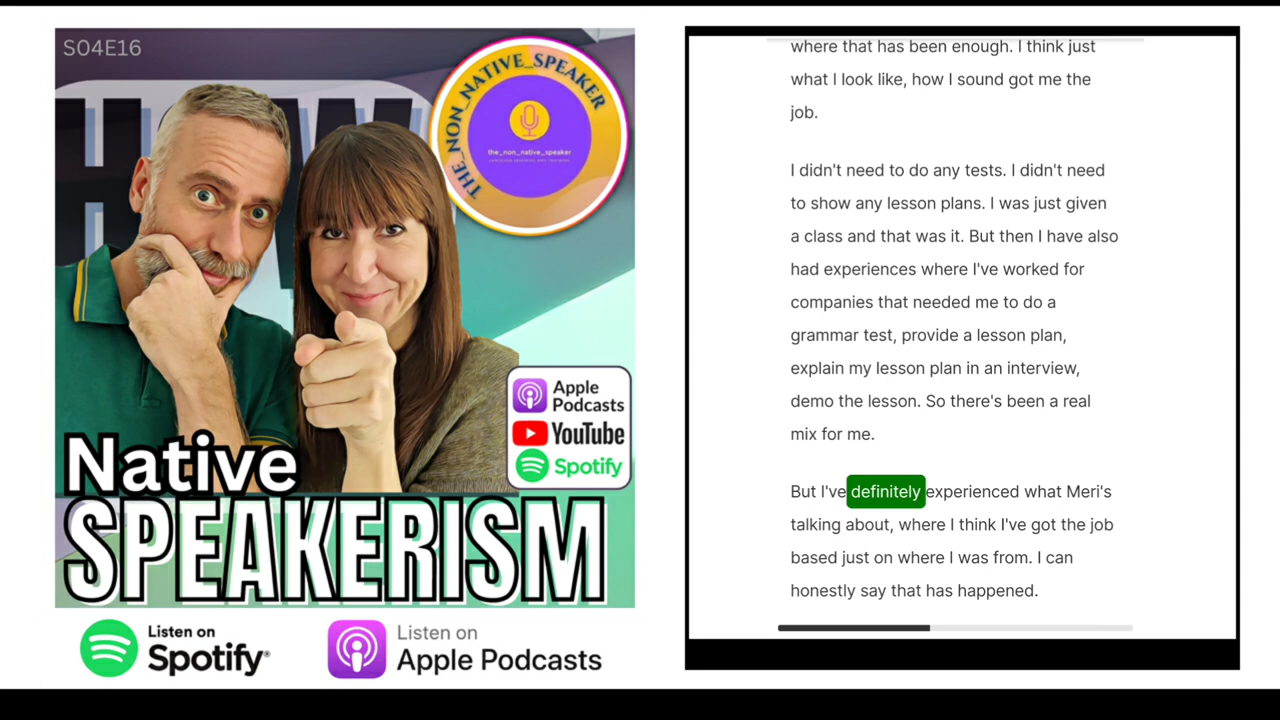 S04E16
HOW
THE_NON_NATIVE_SPEAKER
the_non_native_speaker
Apple
Podcasts
YouTube
Spotify
Native
SPEAKERISM
Listen on
Spotify®
Listen on
Apple Podcasts
where that has been enough. I think just
what I look like, how I sound got me the
job.
I didn't need to do any tests. I didn't need
to show any lesson plans. I was just given
a class and that was it. But then I have also
had experiences where I've worked for
companies that needed me to do a
grammar test, provide a lesson plan,
explain my lesson plan in an interview,
demo the lesson. So there's been a real
mix for me.
But I've definitely experienced what Meri's
talking about, where I think I've got the job
based just on where I was from. I can
honestly say that has happened.